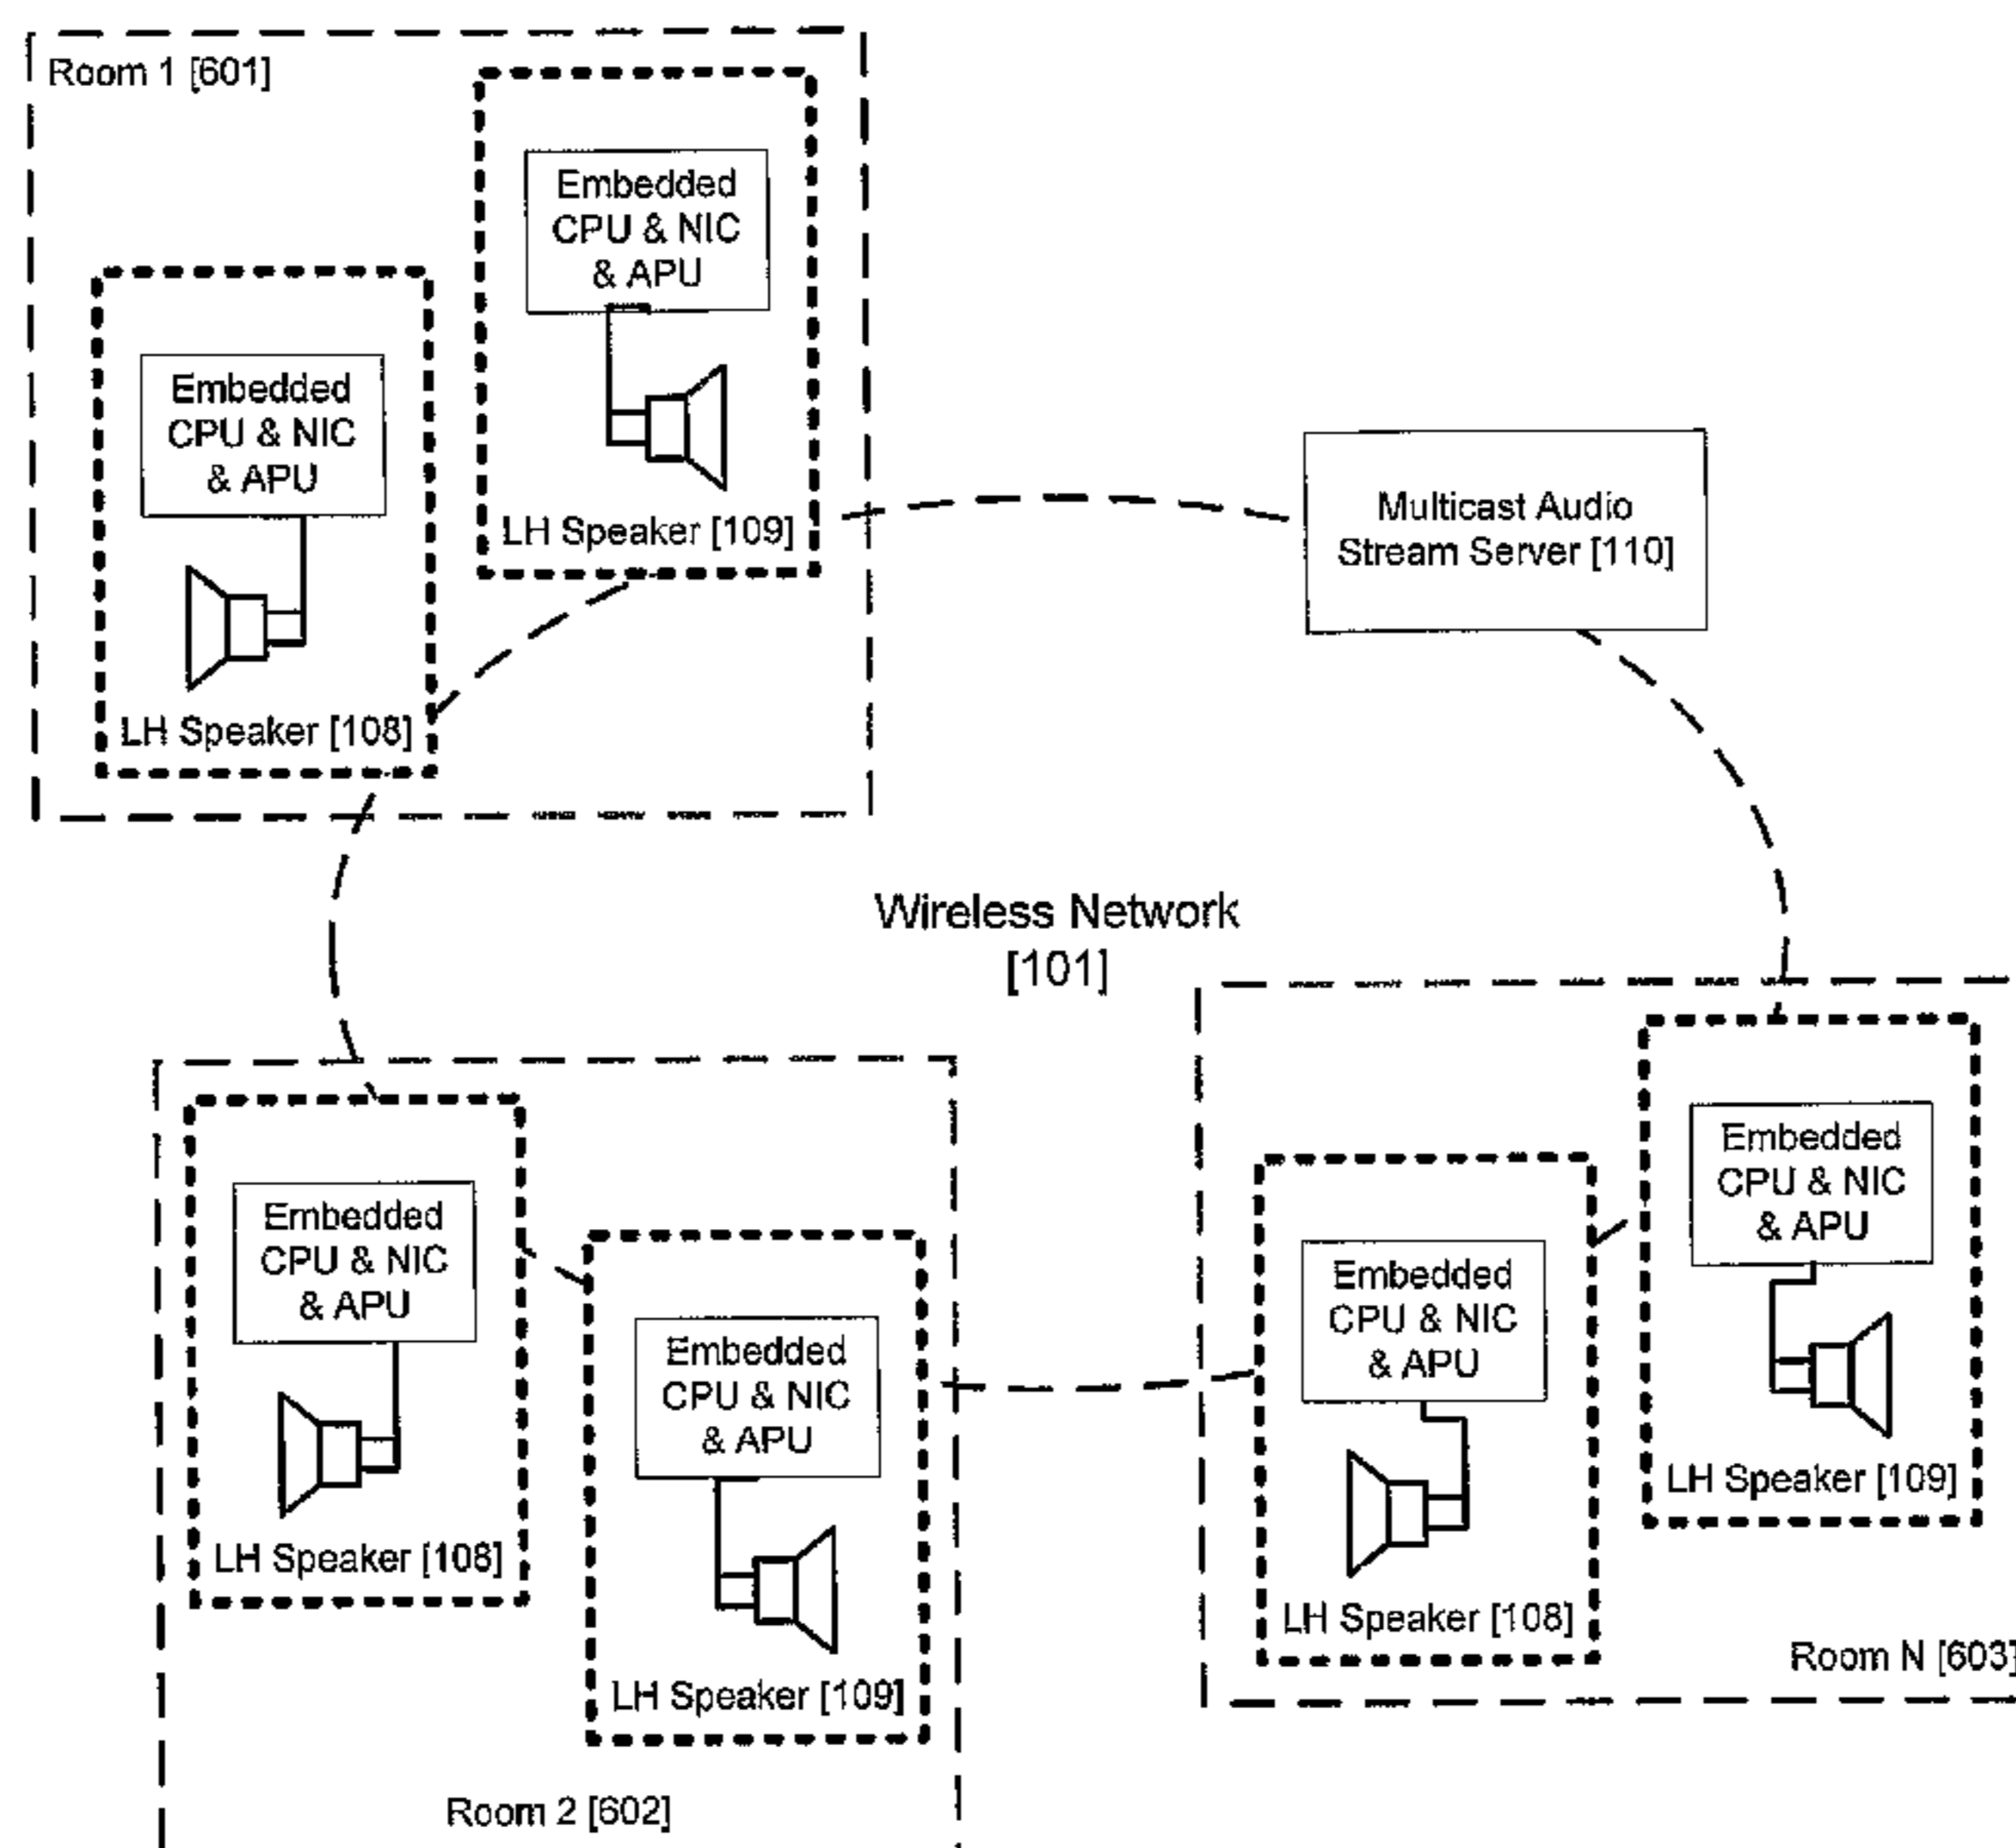 Room 1 [601]
Embedded
CPU & NIC
& APU
LH Speaker [109]
Embedded
CPU & NIC
& APU
LH Speaker [108]
Multicast Audio
Stream Server [110]
Wireless Network
[101]
Embedded
CPU & NIC
& APU
LH Speaker [108]
Embedded
CPU & NIC
& APU
LH Speaker [109]
Room 2 [602]
Embedded
CPU & NIC
& APU
LH Speaker [108]
Embedded
CPU & NIC
& APU
LH Speaker [109]
Room N [603]